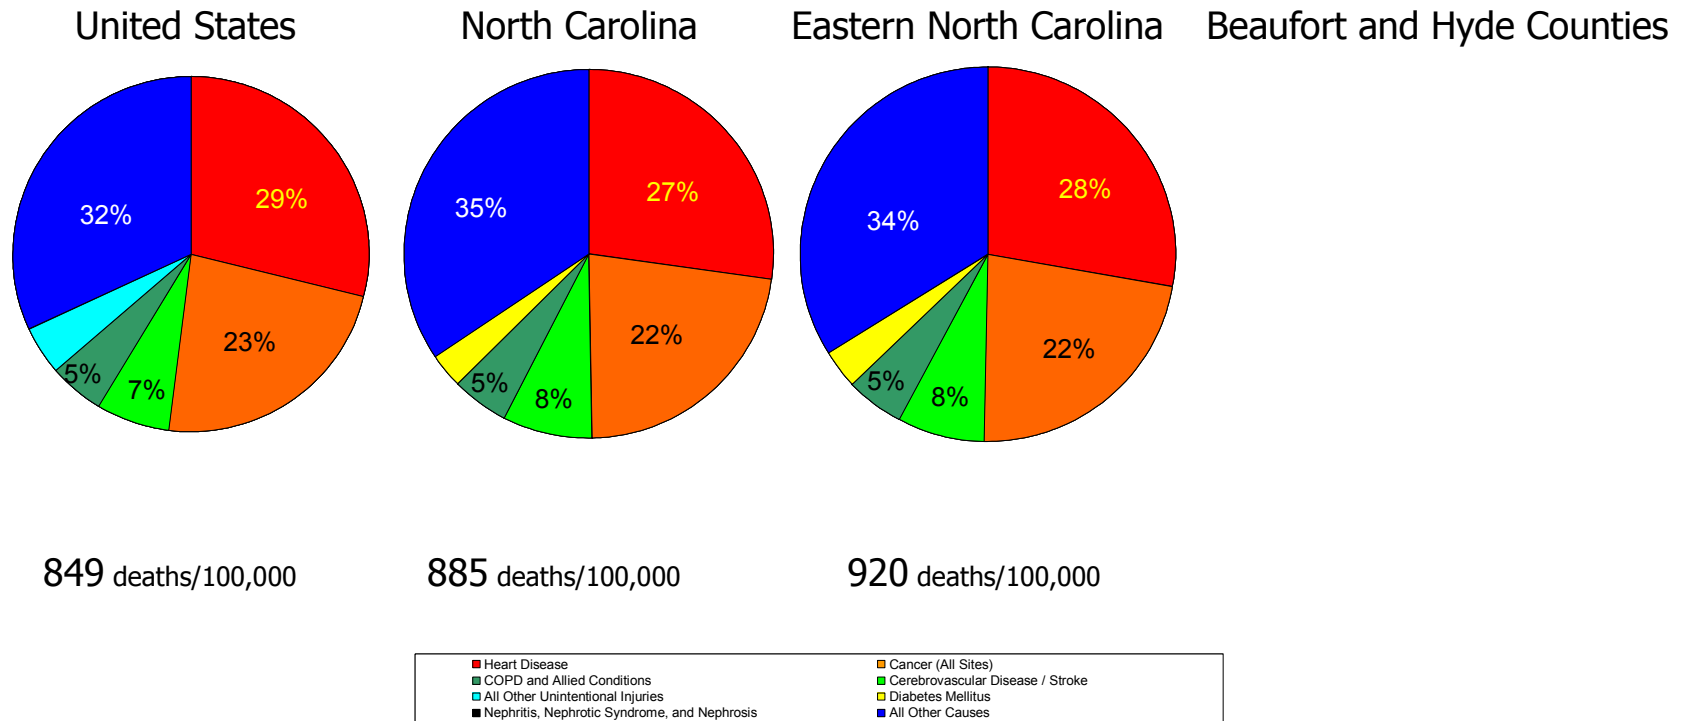 United States North Carolina Eastern North Carolina Beaufort and Hyde Counties
32% 29%
5% 7% 23%
35% 27%
5% 8% 22%
34% 28%
5% 8% 22%
849 deaths/100,000 885 deaths/100,000 920 deaths/100,000
Heart Disease Cancer (All Sites)
COPD and Allied Conditions Cerebrovascular Disease / Stroke
All Other Unintentional Injuries Diabetes Mellitus
Nephritis, Nephrotic Syndrome, and Nephrosis All Other Causes